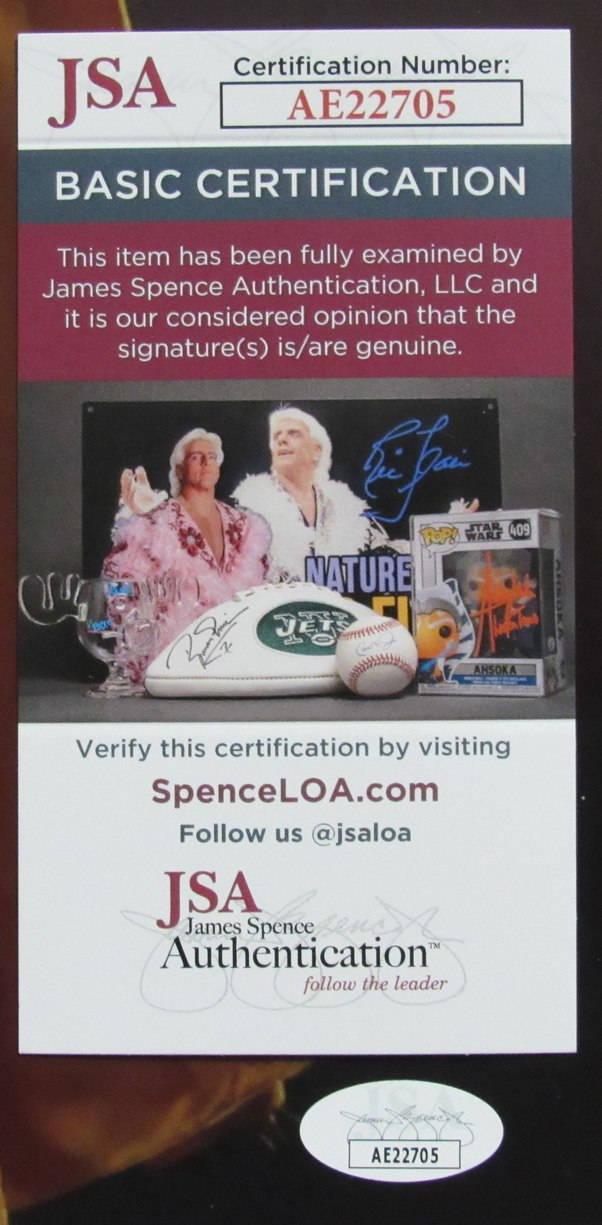 JSA
Certification Number:
AE22705
BASIC CERTIFICATION
This item has been fully examined by
James Spence Authentication, LLC and
it is our considered opinion that the
signature(s) is/are genuine.
NATURE
POP!
STAR
WARS
409
AHSOKA
JETS
Verify this certification by visiting
SpenceLOA.com
Follow us @jsaloa
JSA
James Spence
Authentication™
follow the leader
JSA
AE22705